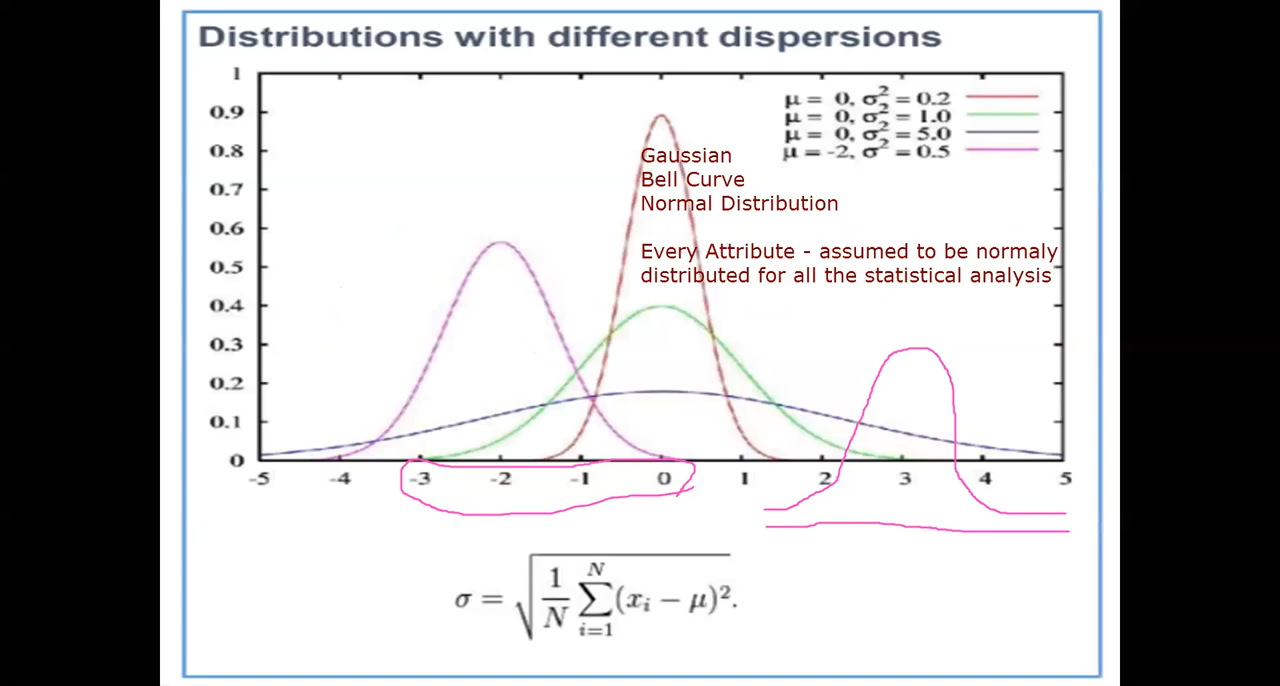 Distributions with different dispersions
1
0.9
0.8
0.7
0.6
0.5
0.4
0.3
0.2
0.1
0
μ = 0, σ² = 0.2
μ = 0, σ² = 1.0
μ = 0, σ² = 5.0
μ = -2, σ² = 0.5
Gaussian
Bell Curve
Normal Distribution
Every Attribute - assumed to be normaly
distributed for all the statistical analysis
-5 -4 -3 -2 -1 0 1 2 3 4 5
σ = √(1/N ∑_{i=1}^{N} (x_i − μ)²).